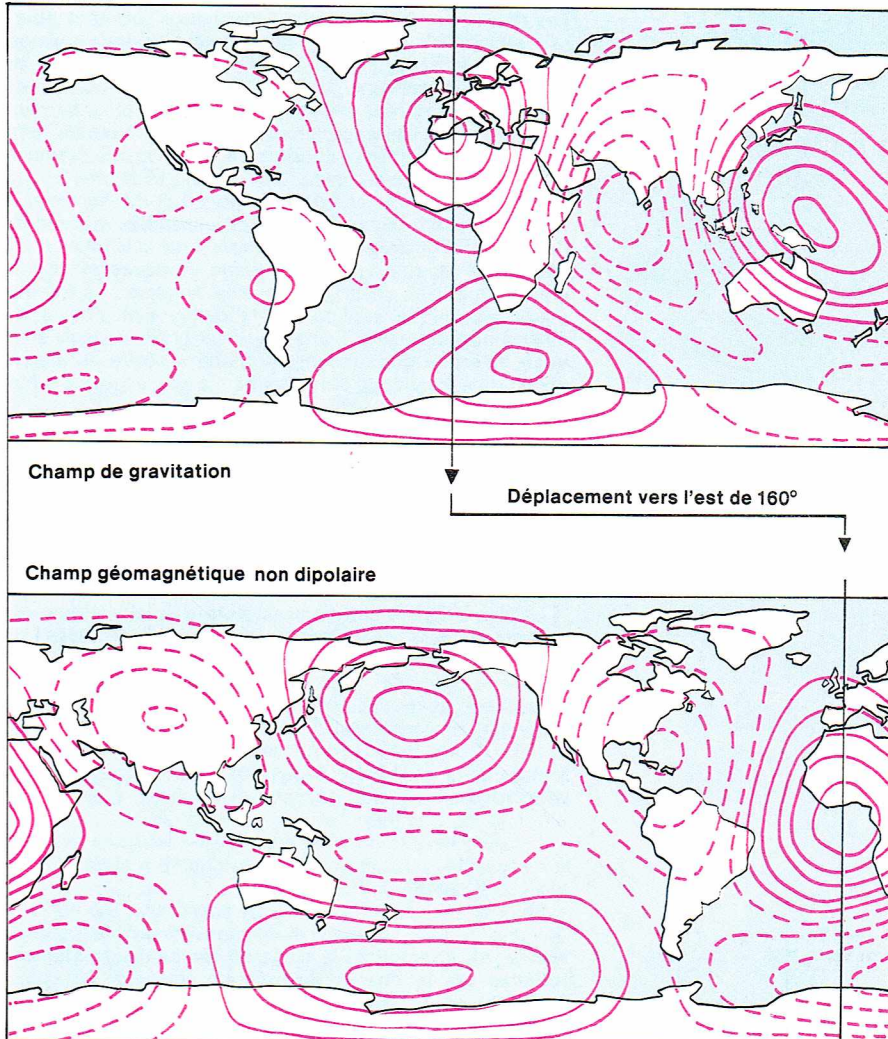 Champ de gravitation
Déplacement vers l'est de 160°
Champ géomagnétique non dipolaire